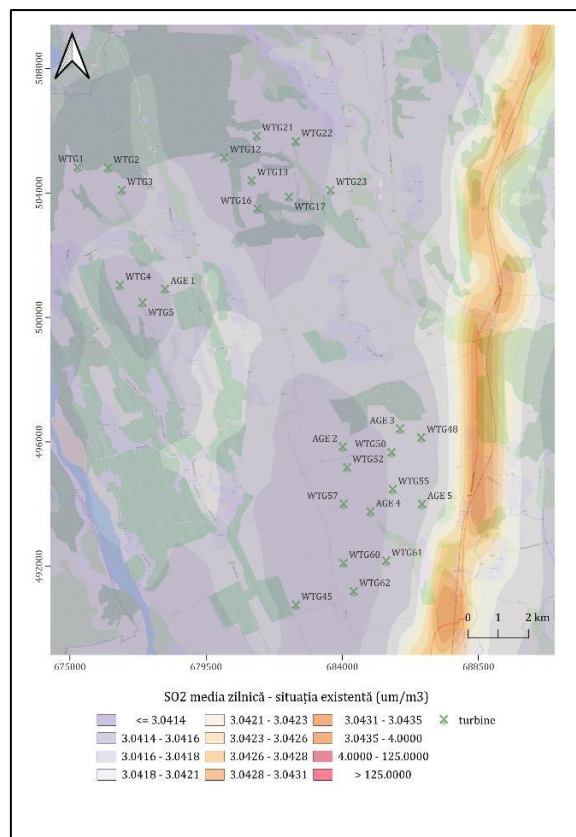 508000
WTG21
WTG22
WTG12
WTG1
WTG2
WTG13
WTG3
WTG23
504000
WTG16
WTG17
WTG4
AGE 1
WTG5
500000
AGE 3
WTG48
496000
AGE 2
WTG50
WTG52
WTG55
WTG57
AGE 5
AGE 4
492000
WTG60
WTG61
WTG62
WTG45
0 1 2 km
675000 679500 684000 688500
SO2 media zilnică - situația existentă (um/m3)
<= 3.0414 3.0421 - 3.0423 3.0431 - 3.0435 turbine
3.0414 - 3.0416 3.0423 - 3.0426 3.0435 - 4.0000
3.0416 - 3.0418 3.0426 - 3.0428 4.0000 - 125.0000
3.0418 - 3.0421 3.0428 - 3.0431 > 125.0000